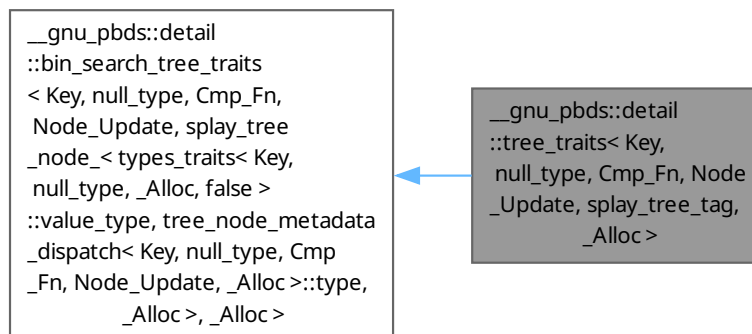 __gnu_pbds::detail
::bin_search_tree_traits
< Key, null_type, Cmp_Fn,
Node_Update, splay_tree
_node_< types_traits< Key,
null_type, _Alloc, false >
::value_type, tree_node_metadata
_dispatch< Key, null_type, Cmp
_Fn, Node_Update, _Alloc >::type,
_Alloc >, _Alloc >
__gnu_pbds::detail
::tree_traits< Key,
null_type, Cmp_Fn, Node
_Update, splay_tree_tag,
_Alloc >